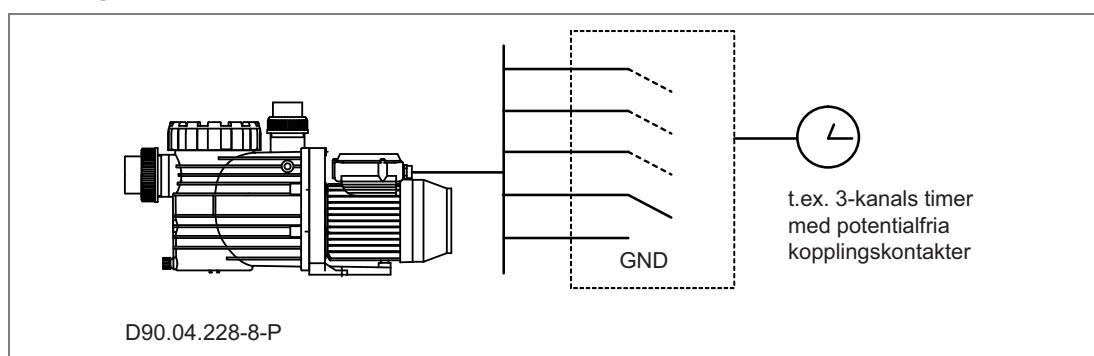 GND
t.ex. 3-kanals timer
med potentialfria
kopplingskontakter
D90.04.228-8-P